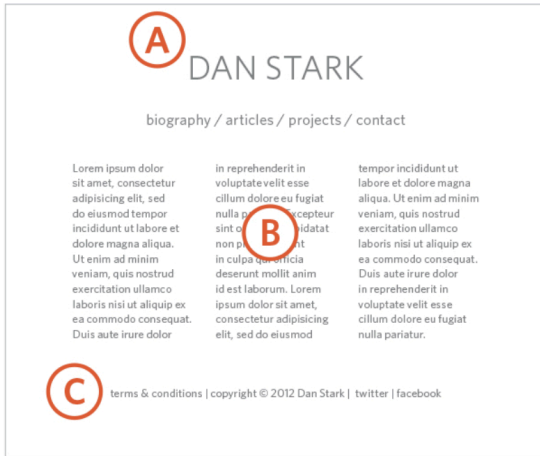 A
DAN STARK
biography / articles / projects / contact
Lorem ipsum dolor
sit amet, consectetur
adipisicing elit, sed
do eiusmod tempor
incididunt ut labore et
dolore magna aliqua.
Ut enim ad minim
veniam, quis nostrud
exercitation ullamco
laboris nisi ut aliquip ex
ea commodo consequat.
Duis aute irure dolor
in reprehenderit in
voluptate velit esse
cillum dolore eu fugiat
nulla Excepteur
sint
non
in culpa officia
deserunt mollit anim
id est laborum. Lorem
ipsum dolor sit amet,
consectetur adipisicing
elit, sed do eiusmod
B
tempor incididunt ut
labore et dolore magna
aliqua. Ut enim ad minim
veniam, quis nostrud
exercitation ullamco
laboris nisi ut aliquip ex
ea commodo consequat.
Duis aute irure dolor
in reprehenderit in
voluptate velit esse
cillum dolore eu fugiat
nulla pariatur.
C
terms & conditions | copyright © 2012 Dan Stark | twitter | facebook